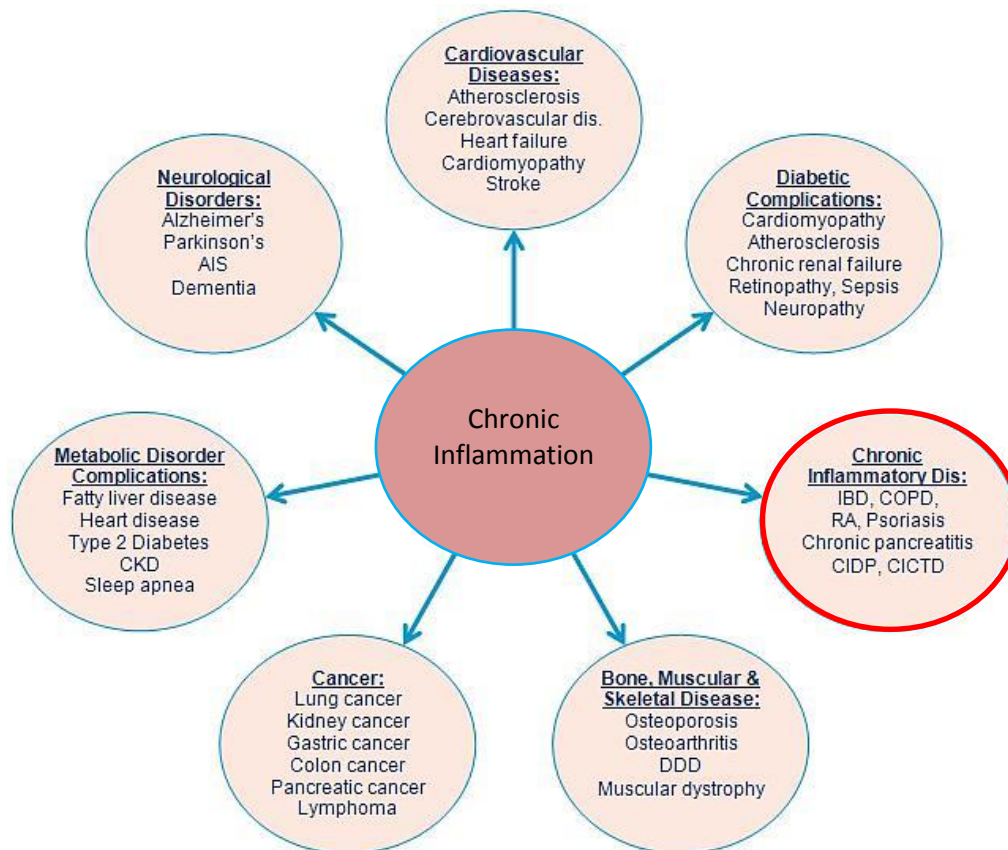 Cardiovascular
Diseases:
Atherosclerosis
Cerebrovascular dis.
Heart failure
Cardiomyopathy
Stroke
Neurological
Disorders:
Alzheimer's
Parkinson's
AIS
Dementia
Diabetic
Complications:
Cardiomyopathy
Atherosclerosis
Chronic renal failure
Retinopathy, Sepsis
Neuropathy
Chronic
Inflammation
Metabolic Disorder
Complications:
Fatty liver disease
Heart disease
Type 2 Diabetes
CKD
Sleep apnea
Chronic
Inflammatory Dis:
IBD, COPD,
RA, Psoriasis
Chronic pancreatitis
CIDP, CICTD
Cancer:
Lung cancer
Kidney cancer
Gastric cancer
Colon cancer
Pancreatic cancer
Lymphoma
Bone, Muscular &
Skeletal Disease:
Osteoporosis
Osteoarthritis
DDD
Muscular dystrophy